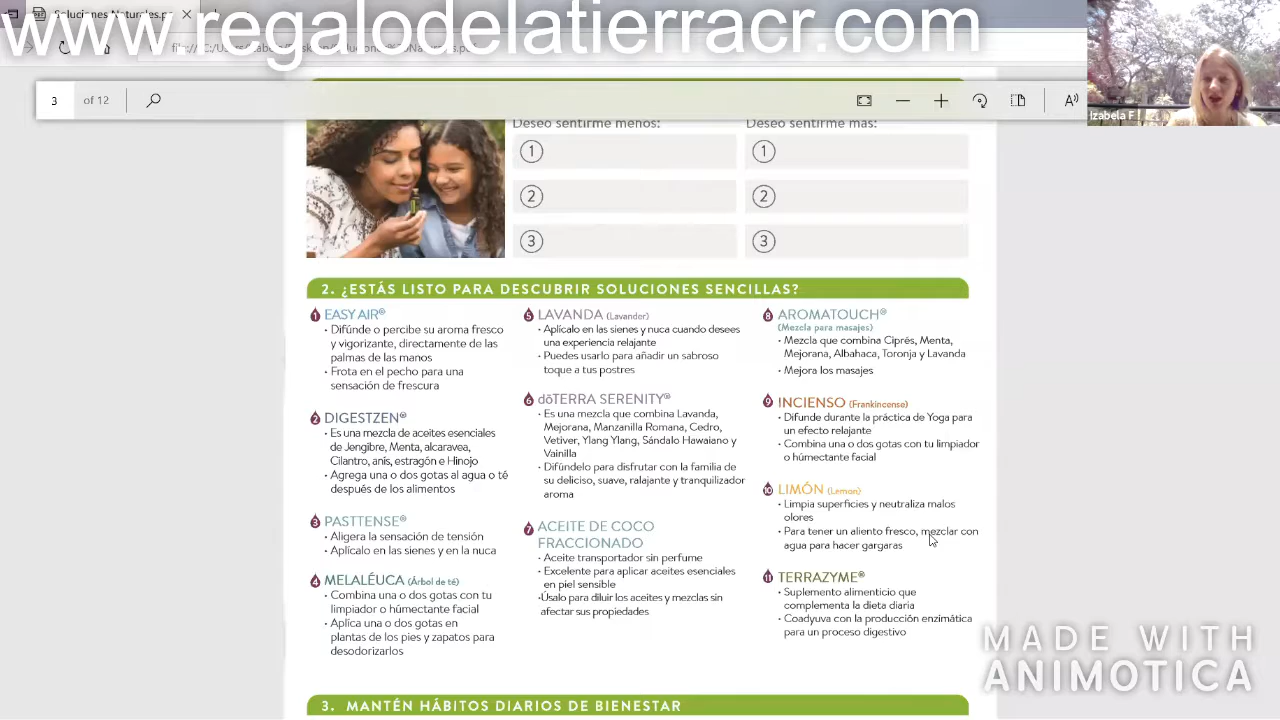 Soluciones Naturales.pdf
www.regalodelatierracr.com
3 of 12
Izabela F
Deseo sentirme menos:
Deseo sentirme más:
1
1
2
2
3
3
2. ¿ESTÁS LISTO PARA DESCUBRIR SOLUCIONES SENCILLAS?
1 EASY AIR®
• Difúnde o percibe su aroma fresco
y vigorizante, directamente de las
palmas de las manos
• Frota en el pecho para una
sensación de frescura
2 DIGESTZEN®
• Es una mezcla de aceites esenciales
de Jengibre, Menta, alcaravea,
Cilantro, anís, estragón e Hinojo
• Agrega una o dos gotas al agua o té
después de los alimentos
3 PASTTENSE®
• Aligera la sensación de tensión
• Aplícalo en las sienes y en la nuca
4 MELALÉUCA (Árbol de té)
• Combina una o dos gotas con tu
limpiador o húmectante facial
• Aplíca una o dos gotas en
plantas de los pies y zapatos para
desodorizarlos
5 LAVANDA (Lavander)
• Aplícalo en las sienes y nuca cuando desees
una experiencia relajante
• Puedes usarlo para añadir un sabroso
toque a tus postres
6 dōTERRA SERENITY®
• Es una mezcla que combina Lavanda,
Mejorana, Manzanilla Romana, Cedro,
Vetiver, Ylang Ylang, Sándalo Hawaiano y
Vainilla
• Difúndelo para disfrutar con la familia de
su deliciso, suave, ralajante y tranquilizador
aroma
7 ACEITE DE COCO
FRACCIONADO
• Aceite transportador sin perfume
• Excelente para aplicar aceites esenciales
en piel sensible
•Úsalo para diluir los aceites y mezclas sin
afectar sus propiedades
8 AROMATOUCH®
(Mezcla para masajes)
• Mezcla que combina Ciprés, Menta,
Mejorana, Albahaca, Toronja y Lavanda
• Mejora los masajes
9 INCIENSO (Frankincense)
• Difunde durante la práctica de Yoga para
un efecto relajante
• Combina una o dos gotas con tu limpiador
o húmectante facial
10 LIMÓN (Lemon)
• Limpia superficies y neutraliza malos
olores
• Para tener un aliento fresco, mezclar con
agua para hacer gargaras
11 TERRAZYME®
• Suplemento alimenticio que
complementa la dieta diaria
• Coadyuva con la producción enzimática
para un proceso digestivo
3. MANTÉN HÁBITOS DIARIOS DE BIENESTAR
MADE WITH
ANIMOTICA